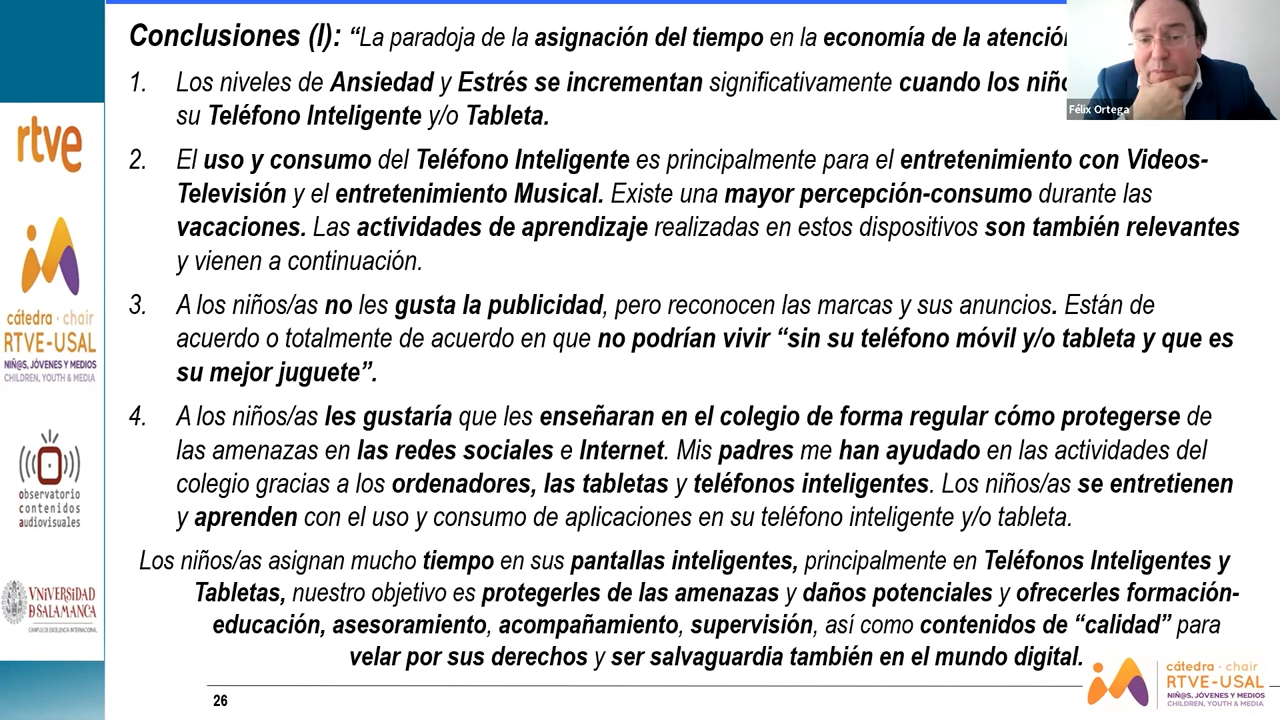 Conclusiones (I): “La paradoja de la asignación del tiempo en la economía de la atención
1. Los niveles de Ansiedad y Estrés se incrementan significativamente cuando los niño
su Teléfono Inteligente y/o Tableta.
2. El uso y consumo del Teléfono Inteligente es principalmente para el entretenimiento con Videos-
Televisión y el entretenimiento Musical. Existe una mayor percepción-consumo durante las
vacaciones. Las actividades de aprendizaje realizadas en estos dispositivos son también relevantes
y vienen a continuación.
3. A los niños/as no les gusta la publicidad, pero reconocen las marcas y sus anuncios. Están de
acuerdo o totalmente de acuerdo en que no podrían vivir “sin su teléfono móvil y/o tableta y que es
su mejor juguete”.
4. A los niños/as les gustaría que les enseñaran en el colegio de forma regular cómo protegerse de
las amenazas en las redes sociales e Internet. Mis padres me han ayudado en las actividades del
colegio gracias a los ordenadores, las tabletas y teléfonos inteligentes. Los niños/as se entretienen
y aprenden con el uso y consumo de aplicaciones en su teléfono inteligente y/o tableta.
Los niños/as asignan mucho tiempo en sus pantallas inteligentes, principalmente en Teléfonos Inteligentes y
Tabletas, nuestro objetivo es protegerles de las amenazas y daños potenciales y ofrecerles formación-
educación, asesoramiento, acompañamiento, supervisión, así como contenidos de “calidad” para
velar por sus derechos y ser salvaguardia también en el mundo digital.
26
Félix Ortega
rtve
cátedra · chair
RTVE-USAL
NIÑ@S, JÓVENES Y MEDIOS
CHILDREN, YOUTH & MEDIA
observatorio
contenidos
audiovisuales
VNIVERSIDAD
D SALAMANCA
CAMPUS DE EXCELENCIA INTERNACIONAL
cátedra · chair
RTVE-USAL
NIÑ@S, JÓVENES Y MEDIOS
CHILDREN, YOUTH & MEDIA